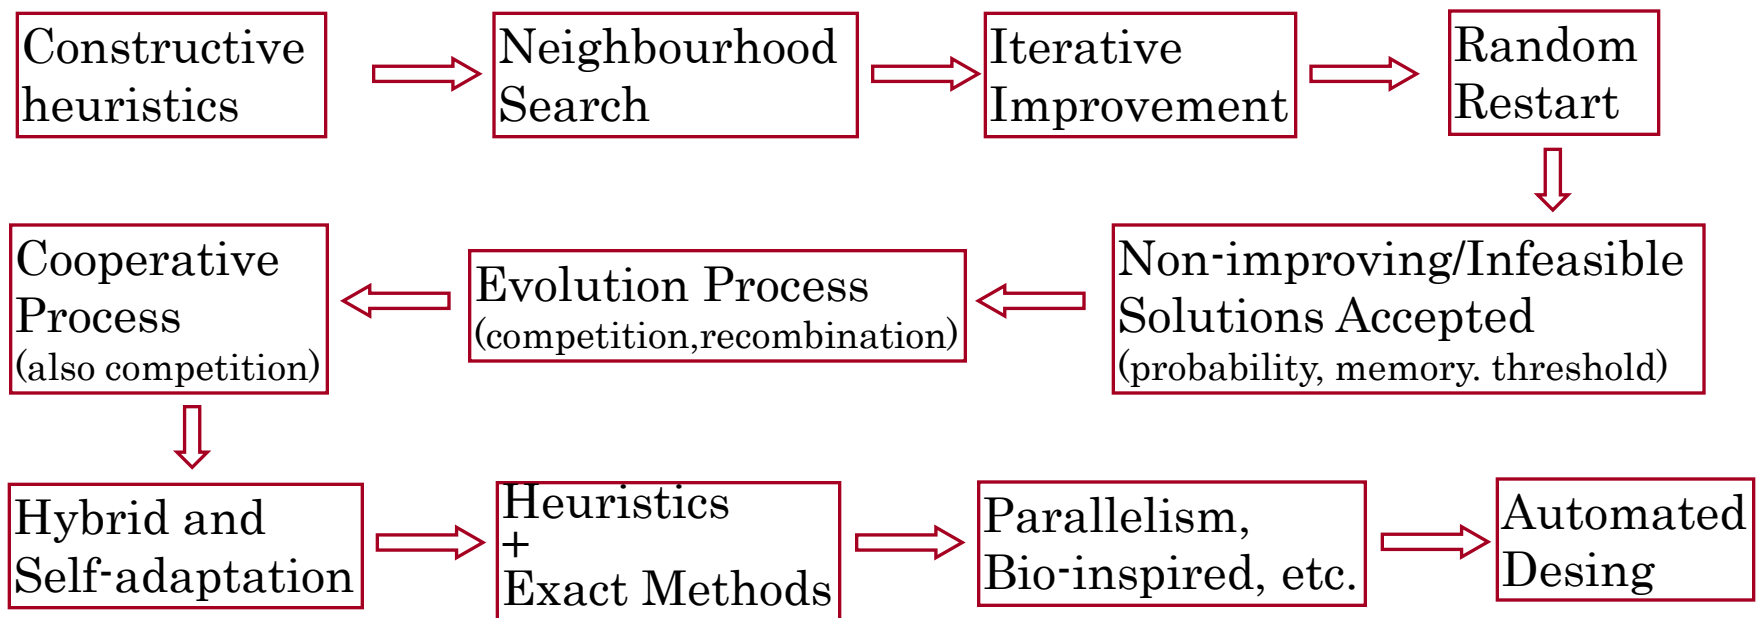 Constructive
heuristics
Neighbourhood
Search
Iterative
Improvement
Random
Restart
Non-improving/Infeasible
Solutions Accepted
(probability, memory. threshold)
Evolution Process
(competition,recombination)
Cooperative
Process
(also competition)
Hybrid and
Self-adaptation
Heuristics
+
Exact Methods
Parallelism,
Bio-inspired, etc.
Automated
Desing